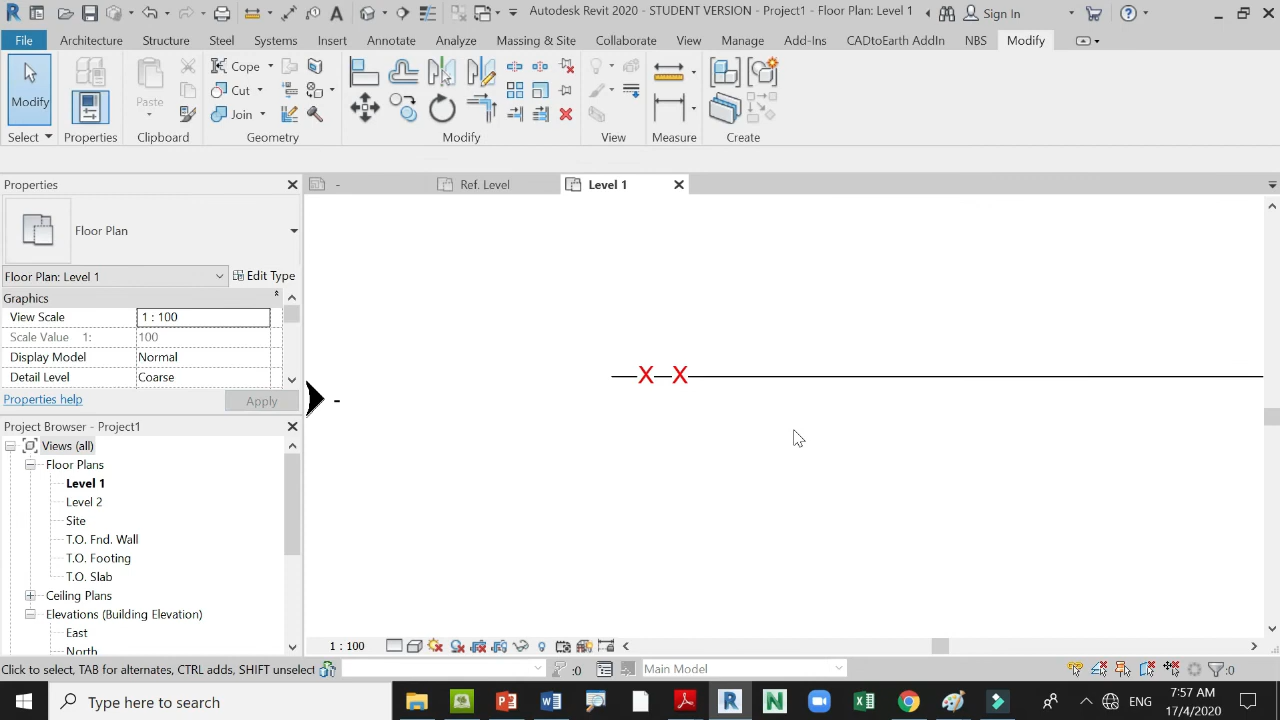 Autodesk Revit 2020 - STUDENT VERSION - Project1 - Floor Plan: Level 1
Sign In
File Architecture Structure Steel Systems Insert Annotate Analyze Massing & Site Collaborate View Manage Add-Ins CADtoEarth AddIn NBS Modify
Modify Paste Cope
Cut
Join
Select Properties Clipboard Geometry Modify View Measure Create
Properties
- Ref. Level Level 1
Floor Plan
Floor Plan: Level 1 Edit Type
Graphics
View Scale 1 : 100
Scale Value 1: 100
Display Model Normal
Detail Level Coarse
Properties help Apply
-
X X
Project Browser - Project1
Views (all)
Floor Plans
Level 1
Level 2
Site
T.O. Fnd. Wall
T.O. Footing
T.O. Slab
Ceiling Plans
Elevations (Building Elevation)
East
North
1 : 100
Click to select, TAB for alternates, CTRL adds, SHIFT unselect :0 Main Model :0
Type here to search
ENG
7:57 AM
17/4/2020